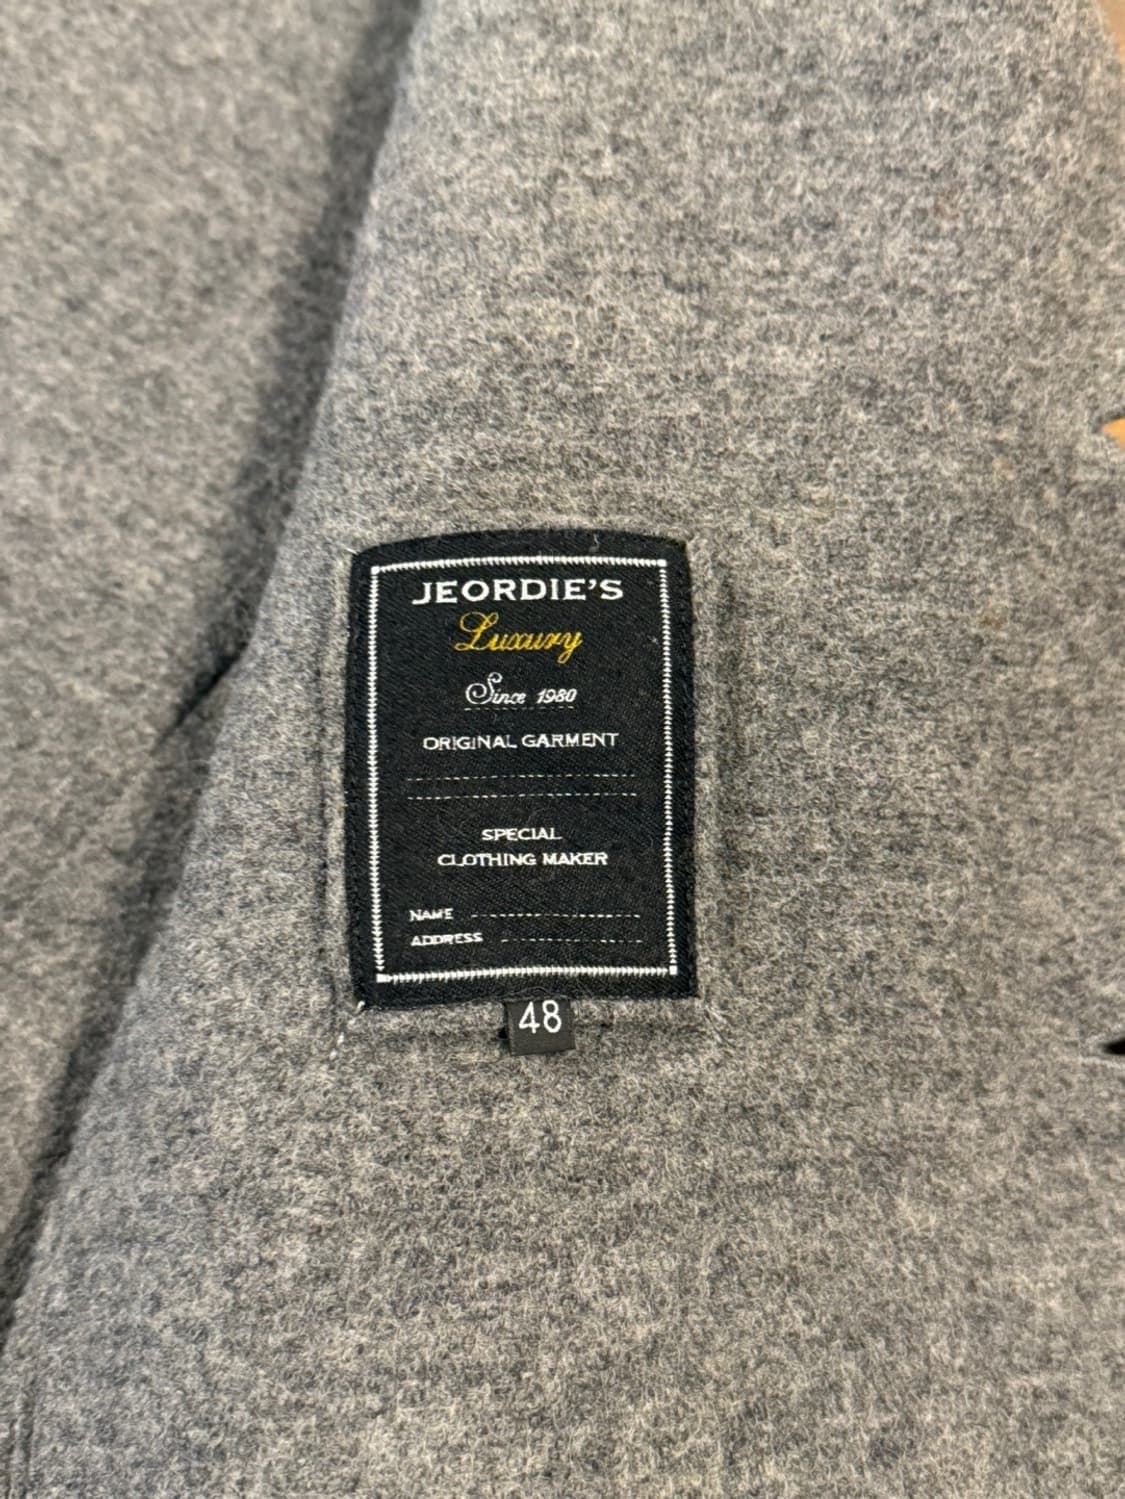 JEORDIE'S
Luxury
Since 1980
ORIGINAL GARMENT
SPECIAL
CLOTHING MAKER
NAME
ADDRESS
48